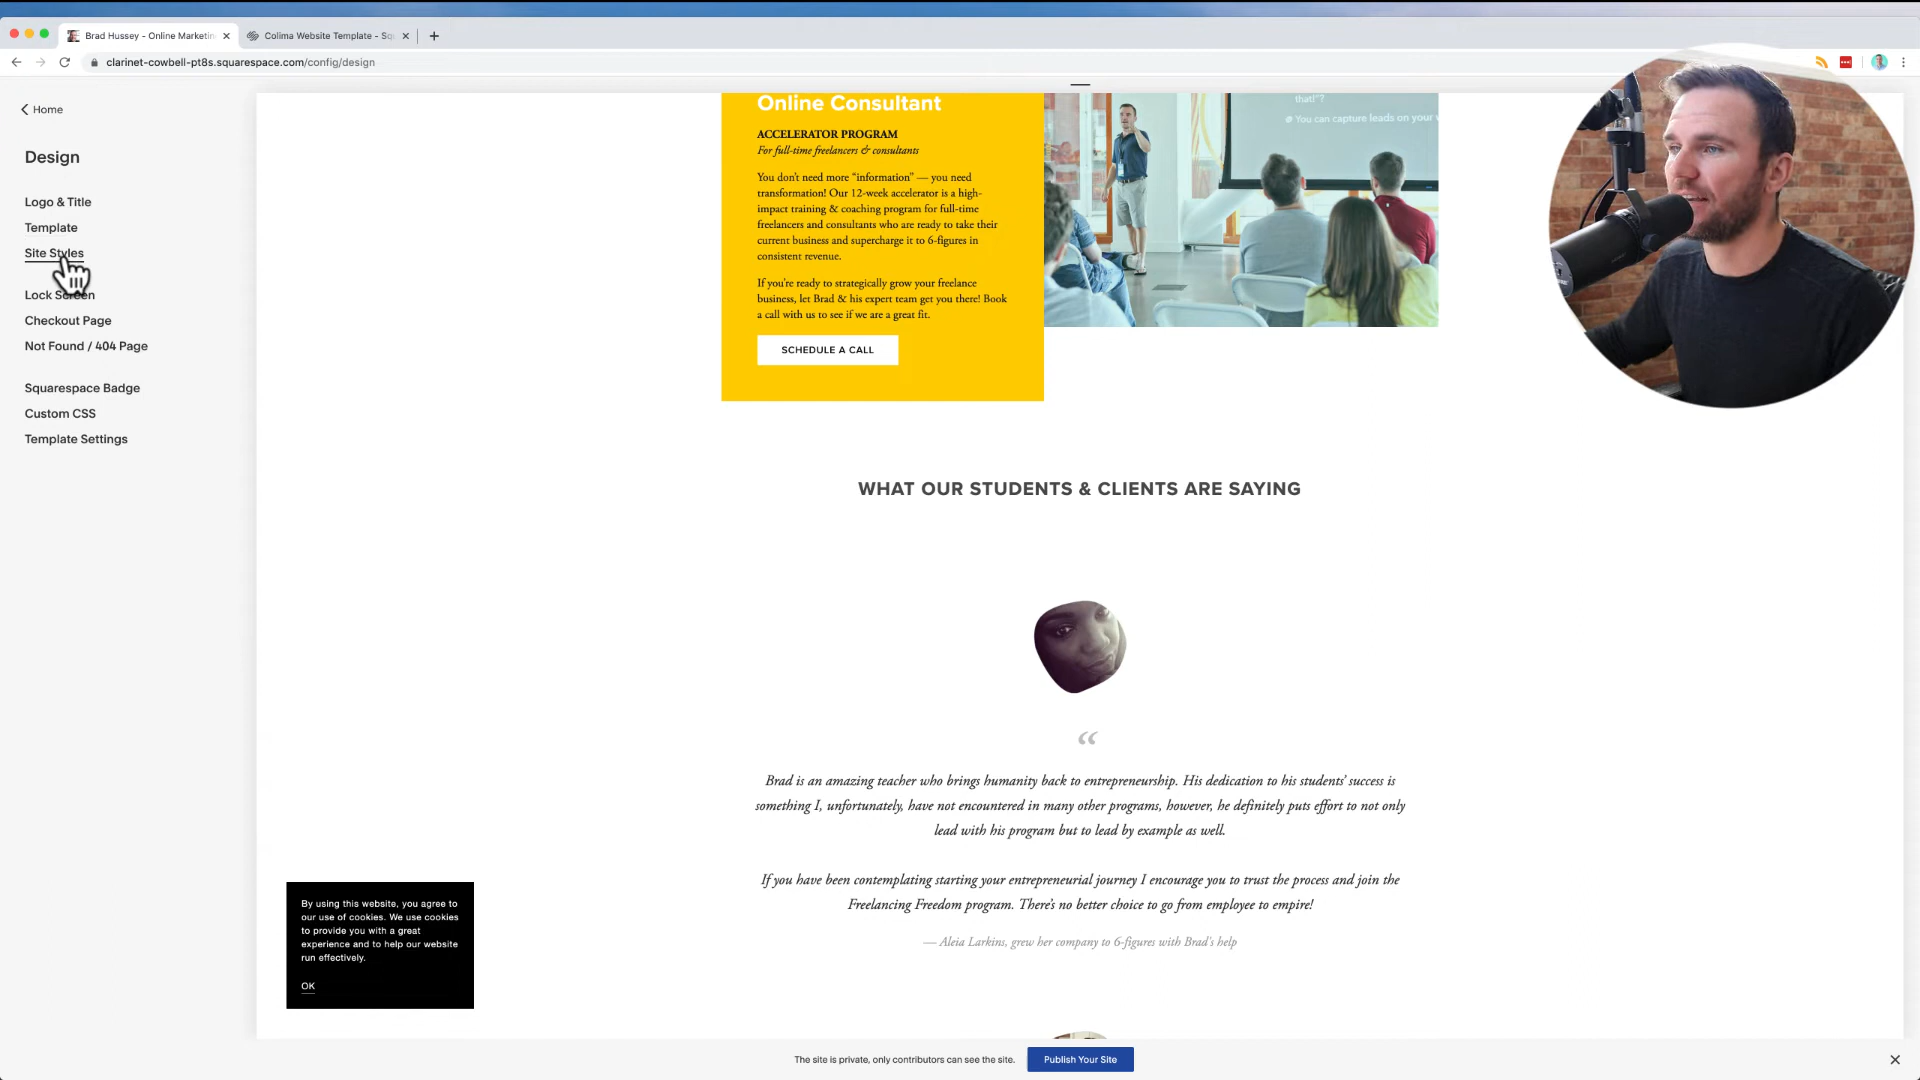 Brad Hussey - Online Marketin
Colima Website Template - Sq
clarinet-cowbell-pt8s.squarespace.com/config/design
Home
Design
Logo & Title
Template
Site Styles
Lock Screen
Checkout Page
Not Found / 404 Page
Squarespace Badge
Custom CSS
Template Settings
Online Consultant
ACCELERATOR PROGRAM
For full-time freelancers & consultants
You don't need more “information” — you need
transformation! Our 12-week accelerator is a high-
impact training & coaching program for full-time
freelancers and consultants who are ready to take their
current business and supercharge it to 6-figures in
consistent revenue.
If you're ready to strategically grow your freelance
business, let Brad & his expert team get you there! Book
a call with us to see if we are a great fit.
SCHEDULE A CALL
that!"?
You can capture leads on your
WHAT OUR STUDENTS & CLIENTS ARE SAYING
“
Brad is an amazing teacher who brings humanity back to entrepreneurship. His dedication to his students' success is
something I, unfortunately, have not encountered in many other programs, however, he definitely puts effort to not only
lead with his program but to lead by example as well.
If you have been contemplating starting your entrepreneurial journey I encourage you to trust the process and join the
Freelancing Freedom program. There's no better choice to go from employee to empire!
— Aleia Larkins, grew her company to 6-figures with Brad's help
By using this website, you agree to
our use of cookies. We use cookies
to provide you with a great
experience and to help our website
run effectively.
OK
The site is private, only contributors can see the site.
Publish Your Site